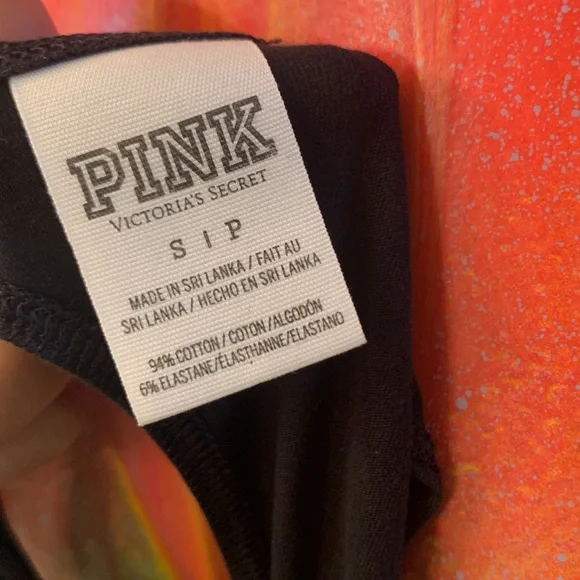 PINK
VICTORIA'S SECRET
S | P
MADE IN SRI LANKA / FAIT AU
SRI LANKA / HECHO EN SRI LANKA
94% COTTON / COTON / ALGODÓN
6% ELASTANE/ÉLASTHANNE/ELASTANO